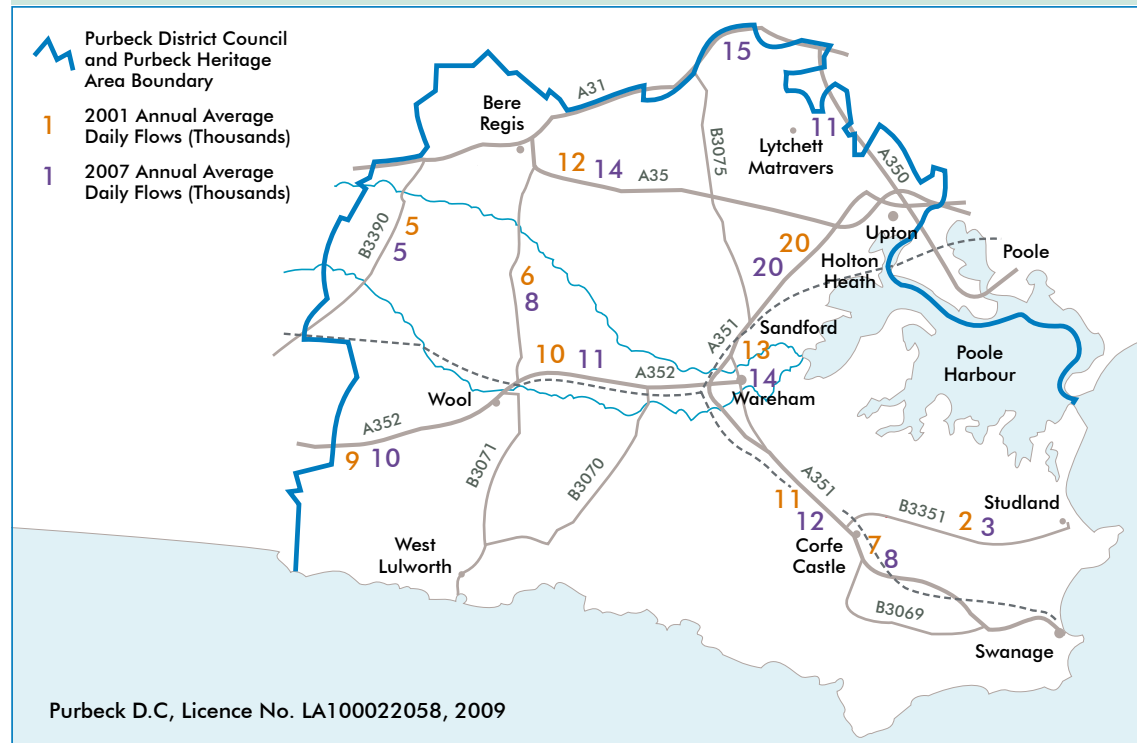 Purbeck District Council
and Purbeck Heritage
Area Boundary
1
2001 Annual Average
Daily Flows (Thousands)
1
2007 Annual Average
Daily Flows (Thousands)
15
A31
Bere
Regis
11
Lytchett
Matravers
B3075
A350
12
14
A35
B3390
5
5
Upton
20
20
Holton
Heath
Poole
6
8
A351
Sandford
13
14
Wareham
Poole
Harbour
10
11
A352
Wool
A352
9
10
B3071
B3070
A351
11
12
B3351
2
3
Studland
Corfe
Castle
7
8
West
Lulworth
B3069
Swanage
Purbeck D.C, Licence No. LA100022058, 2009